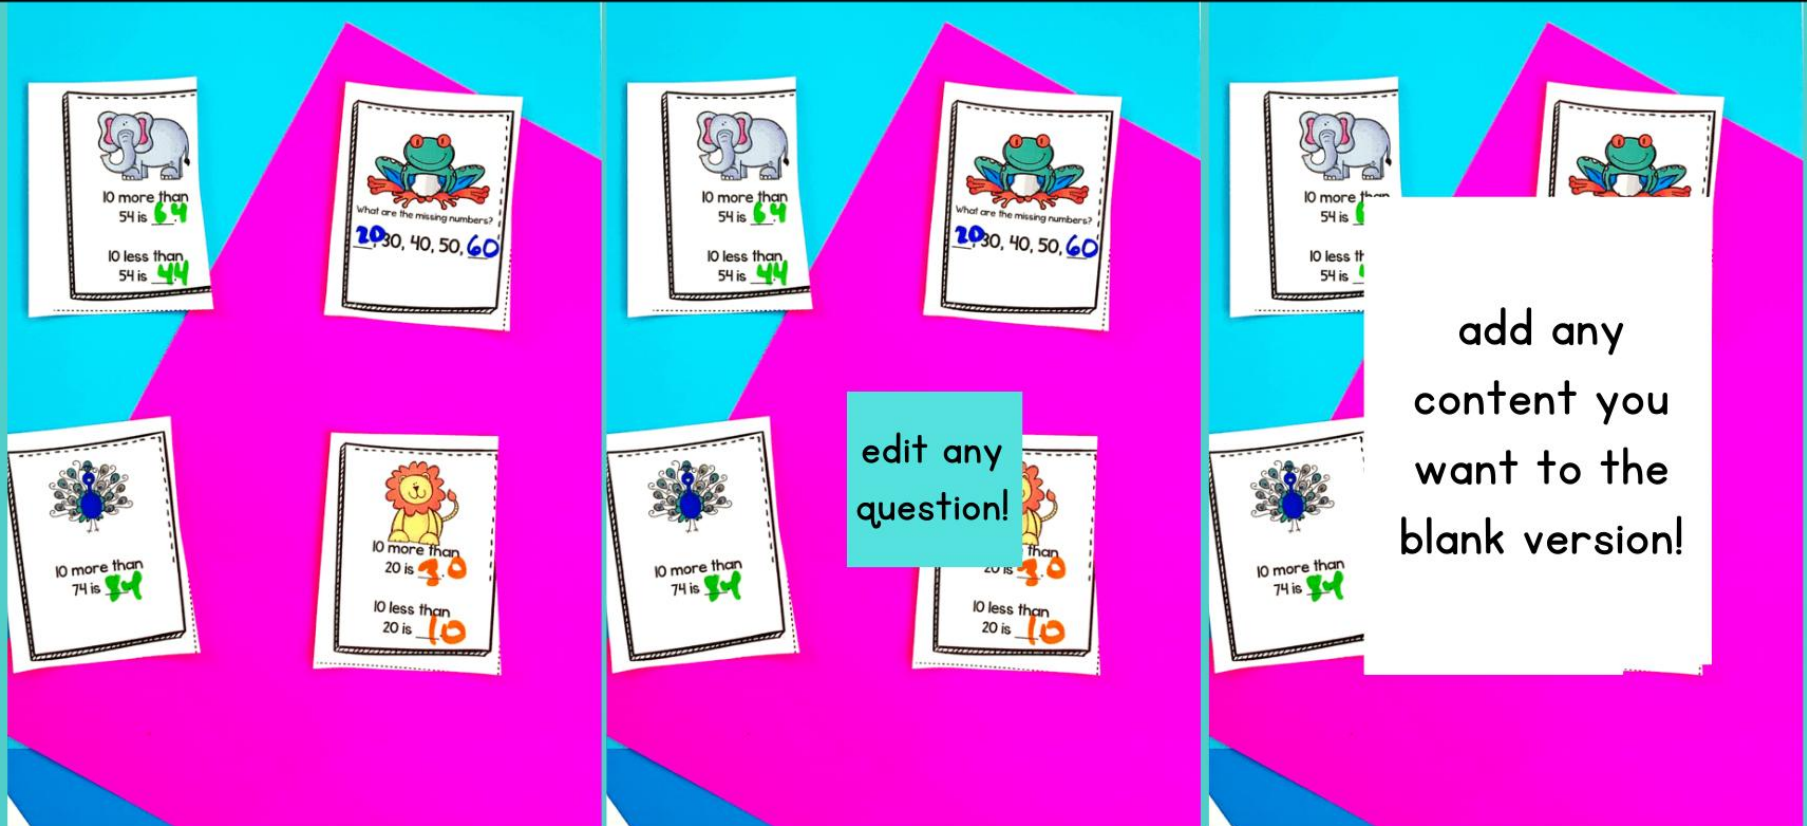 10 more than
54 is 64
10 less than
54 is 44
What are the missing numbers?
20, 30, 40, 50, 60
10 more than
74 is 84
10 more than
20 is 30
10 less than
20 is 10
10 more than
54 is 64
10 less than
54 is 44
What are the missing numbers?
20, 30, 40, 50, 60
edit any
question!
10 more than
74 is 84
than
20 is 30
10 less than
20 is 10
10 more than
54 is
10 less th
54 is
10 more than
74 is 84
add any
content you
want to the
blank version!